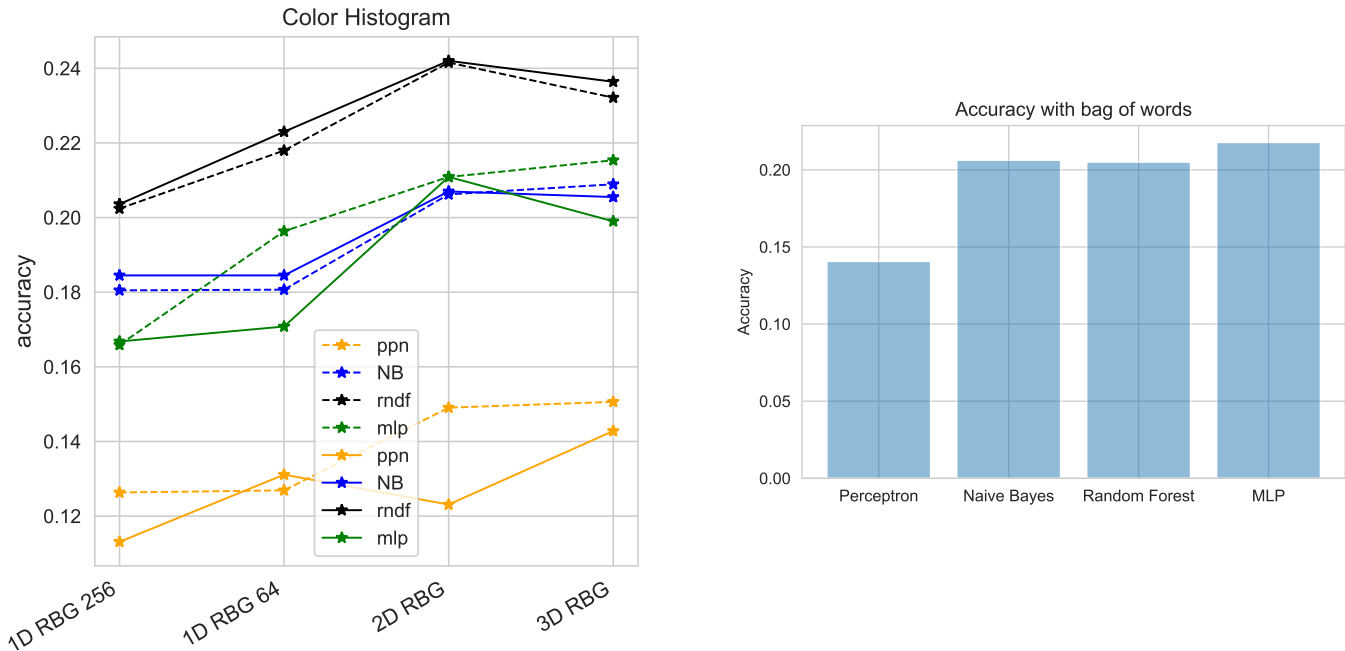 Color Histogram
0.24
0.22
0.20
0.18
0.16
0.14
0.12
accuracy
ppn
NB
rndf
mlp
ppn
NB
rndf
mlp
1D RBG 256
1D RBG 64
2D RBG
3D RBG
Accuracy with bag of words
0.20
0.15
0.10
0.05
0.00
Accuracy
Perceptron
Naive Bayes
Random Forest
MLP